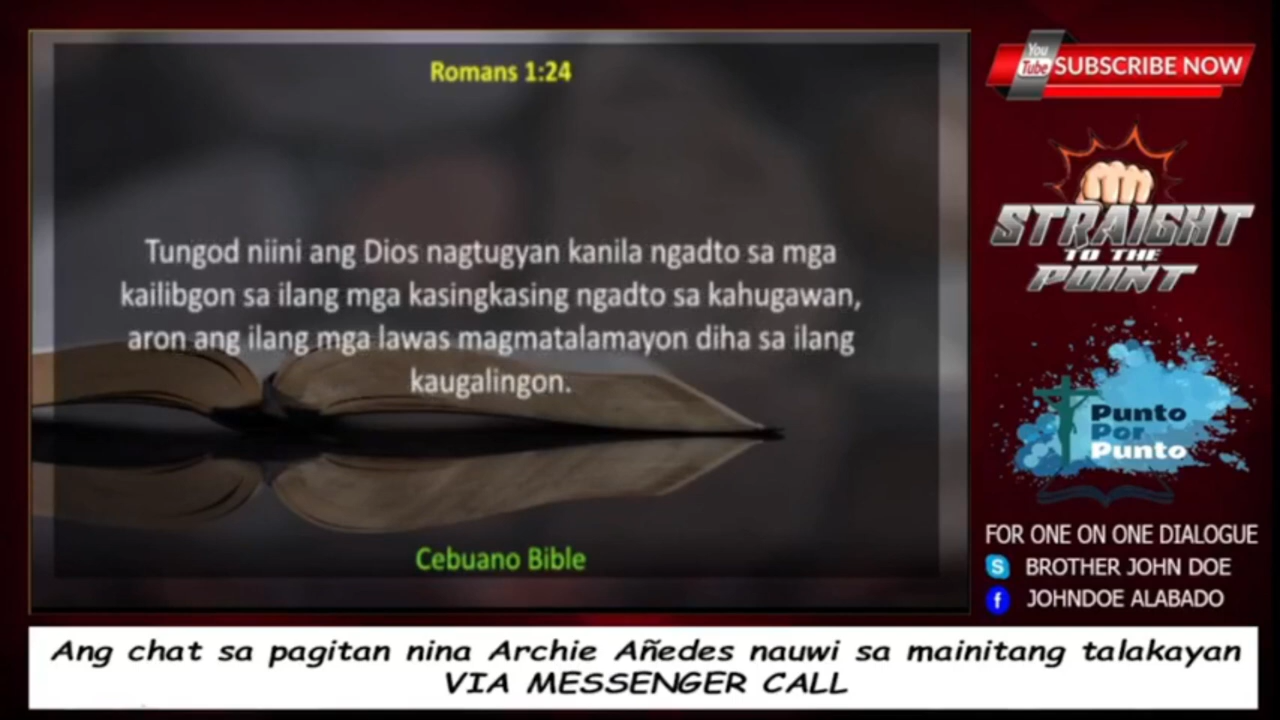 Romans 1:24
Tungod niini ang Dios nagtugyan kanila ngadto sa mga
kailibgon sa ilang mga kasingkasing ngadto sa kahugawan,
aron ang ilang mga lawas magmatalamayon diha sa ilang
kaugalingon.
Cebuano Bible
You
Tube
SUBSCRIBE NOW
STRAIGHT
TO THE
POINT
Punto
Por
Punto
FOR ONE ON ONE DIALOGUE
BROTHER JOHN DOE
JOHNDOE ALABADO
Ang chat sa pagitan nina Archie Añedes nauwi sa mainitang talakayan
VIA MESSENGER CALL